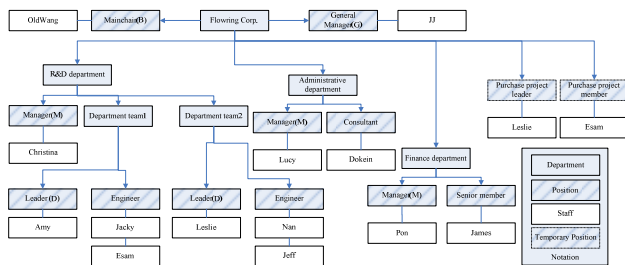 OldWang
Mainchain(B)
Flowring Corp.
General
Manager(G)
JJ
R&D department
Administrative
department
Purchase project
leader
Purchase project
member
Manager(M)
Department team1
Department team2
Manager(M)
Consultant
Leslie
Esam
Christina
Lucy
Dokein
Finance department
Department
Leader(D)
Engineer
Leader(D)
Engineer
Manager(M)
Senior member
Position
Amy
Jacky
Leslie
Nan
Pon
James
Staff
Esam
Jeff
Temporary Position
Notation